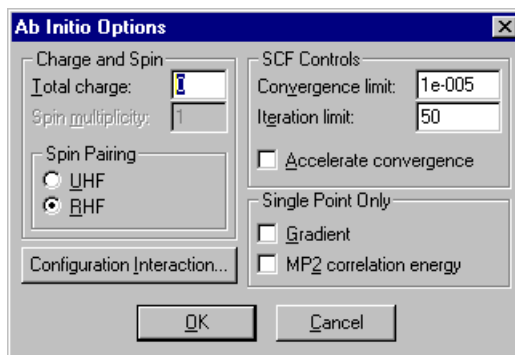 Ab Initio Options
Charge and Spin
Total charge: 0
Spin multiplicity: 1
Spin Pairing
UHF
RHF
Configuration Interaction...
SCF Controls
Convergence limit: 1e-005
Iteration limit: 50
Accelerate convergence
Single Point Only
Gradient
MP2 correlation energy
OK
Cancel